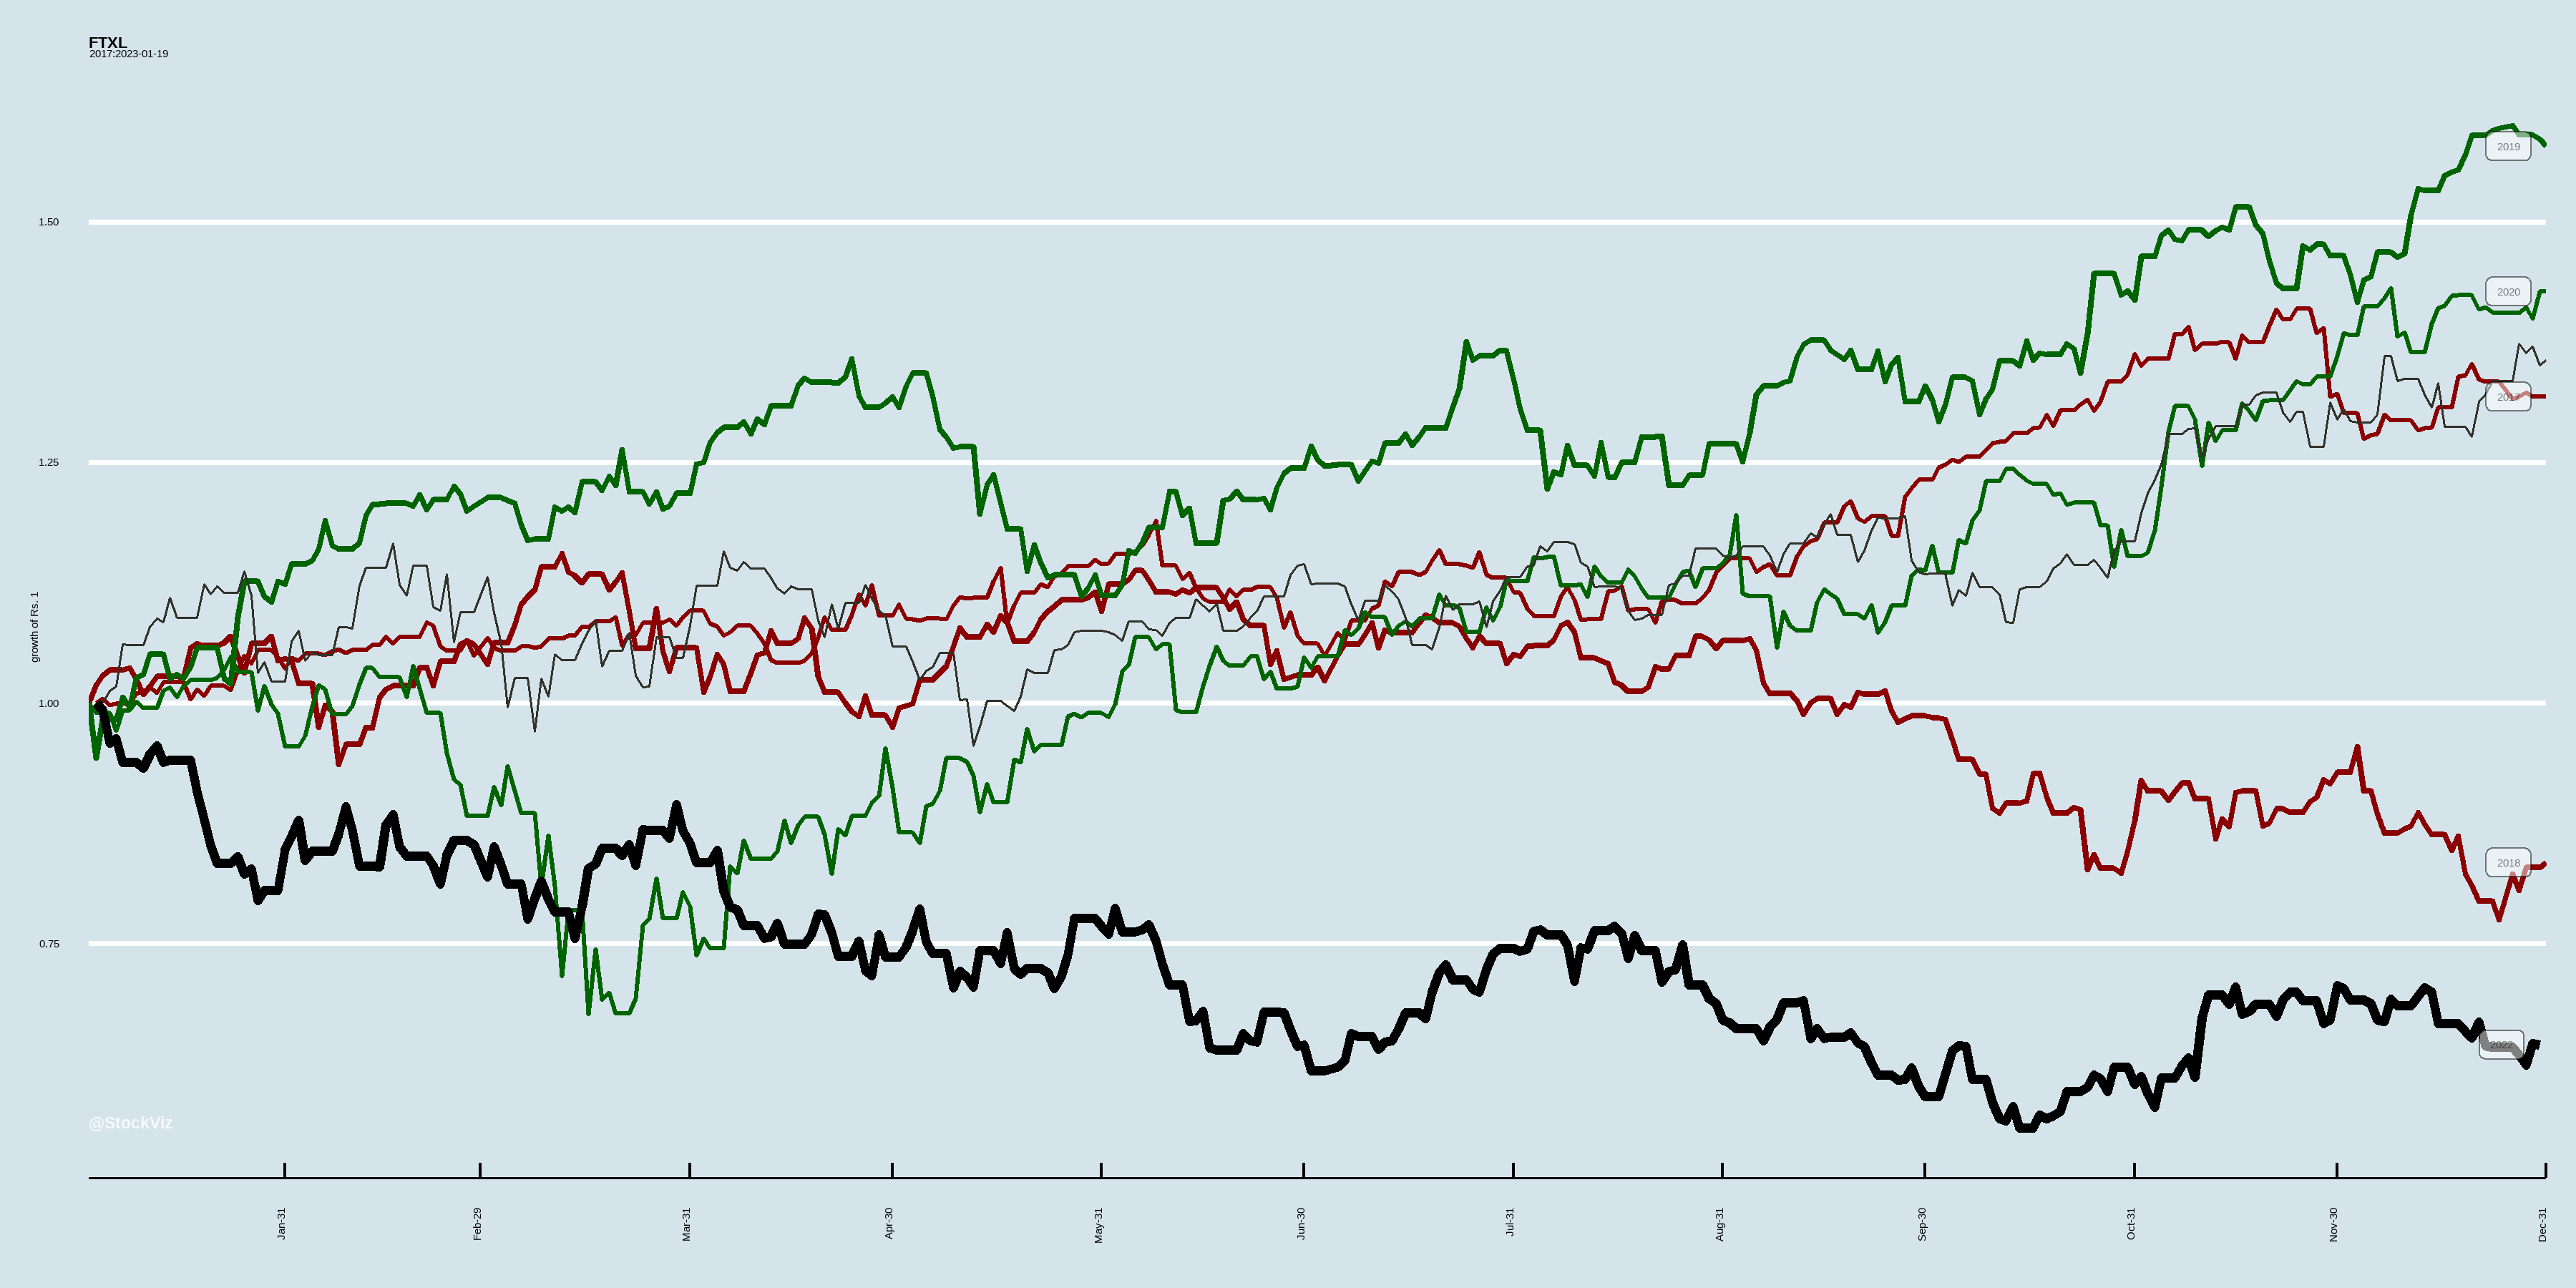 FTXL
2017:2023-01-19
growth of Rs. 1
1.50
1.25
1.00
0.75
2019
2020
2017
2018
2022
@StockViz
Jan-31
Feb-29
Mar-31
Apr-30
May-31
Jun-30
Jul-31
Aug-31
Sep-30
Oct-31
Nov-30
Dec-31